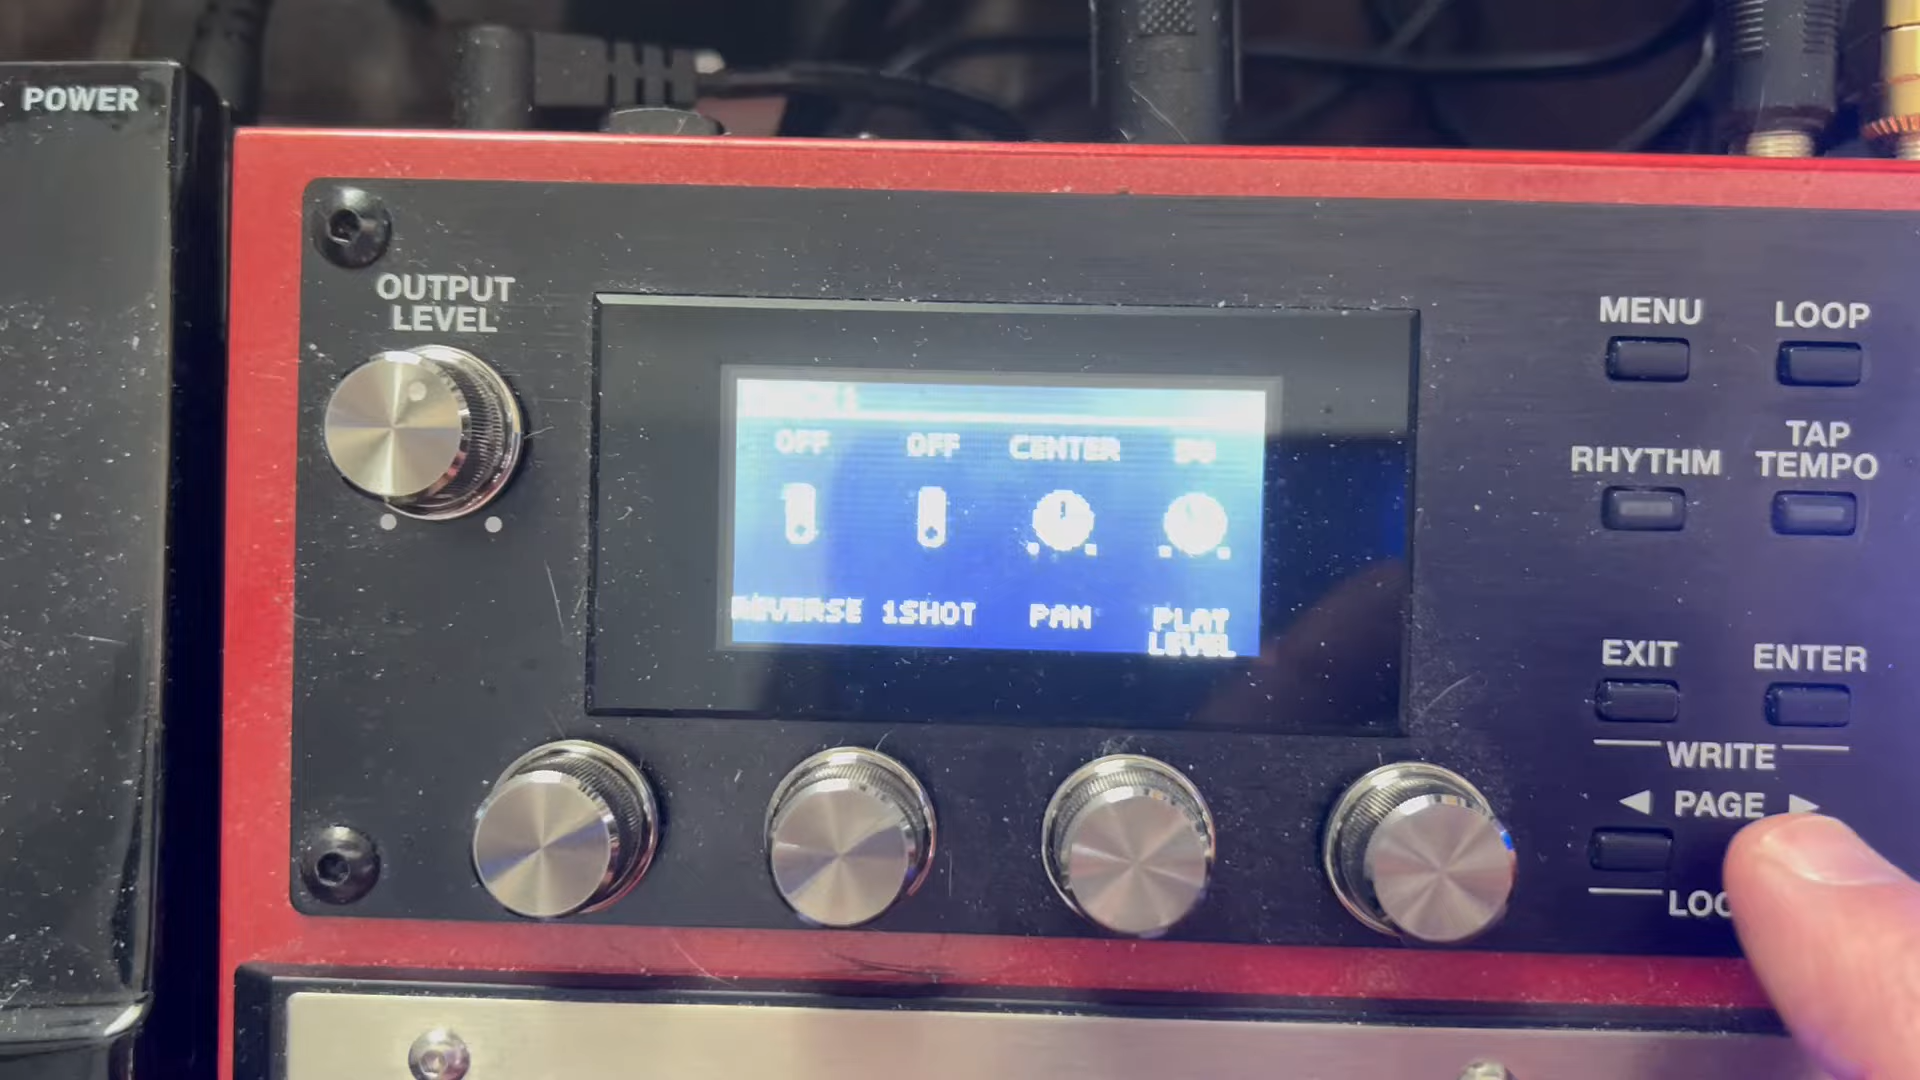 POWER
OUTPUT
LEVEL
MENU
LOOP
OFF
OFF
CENTER
RHYTHM
TAP
TEMPO
REVERSE
1SHOT
PAN
PLAY
LEVEL
EXIT
ENTER
WRITE
◀ PAGE ▶